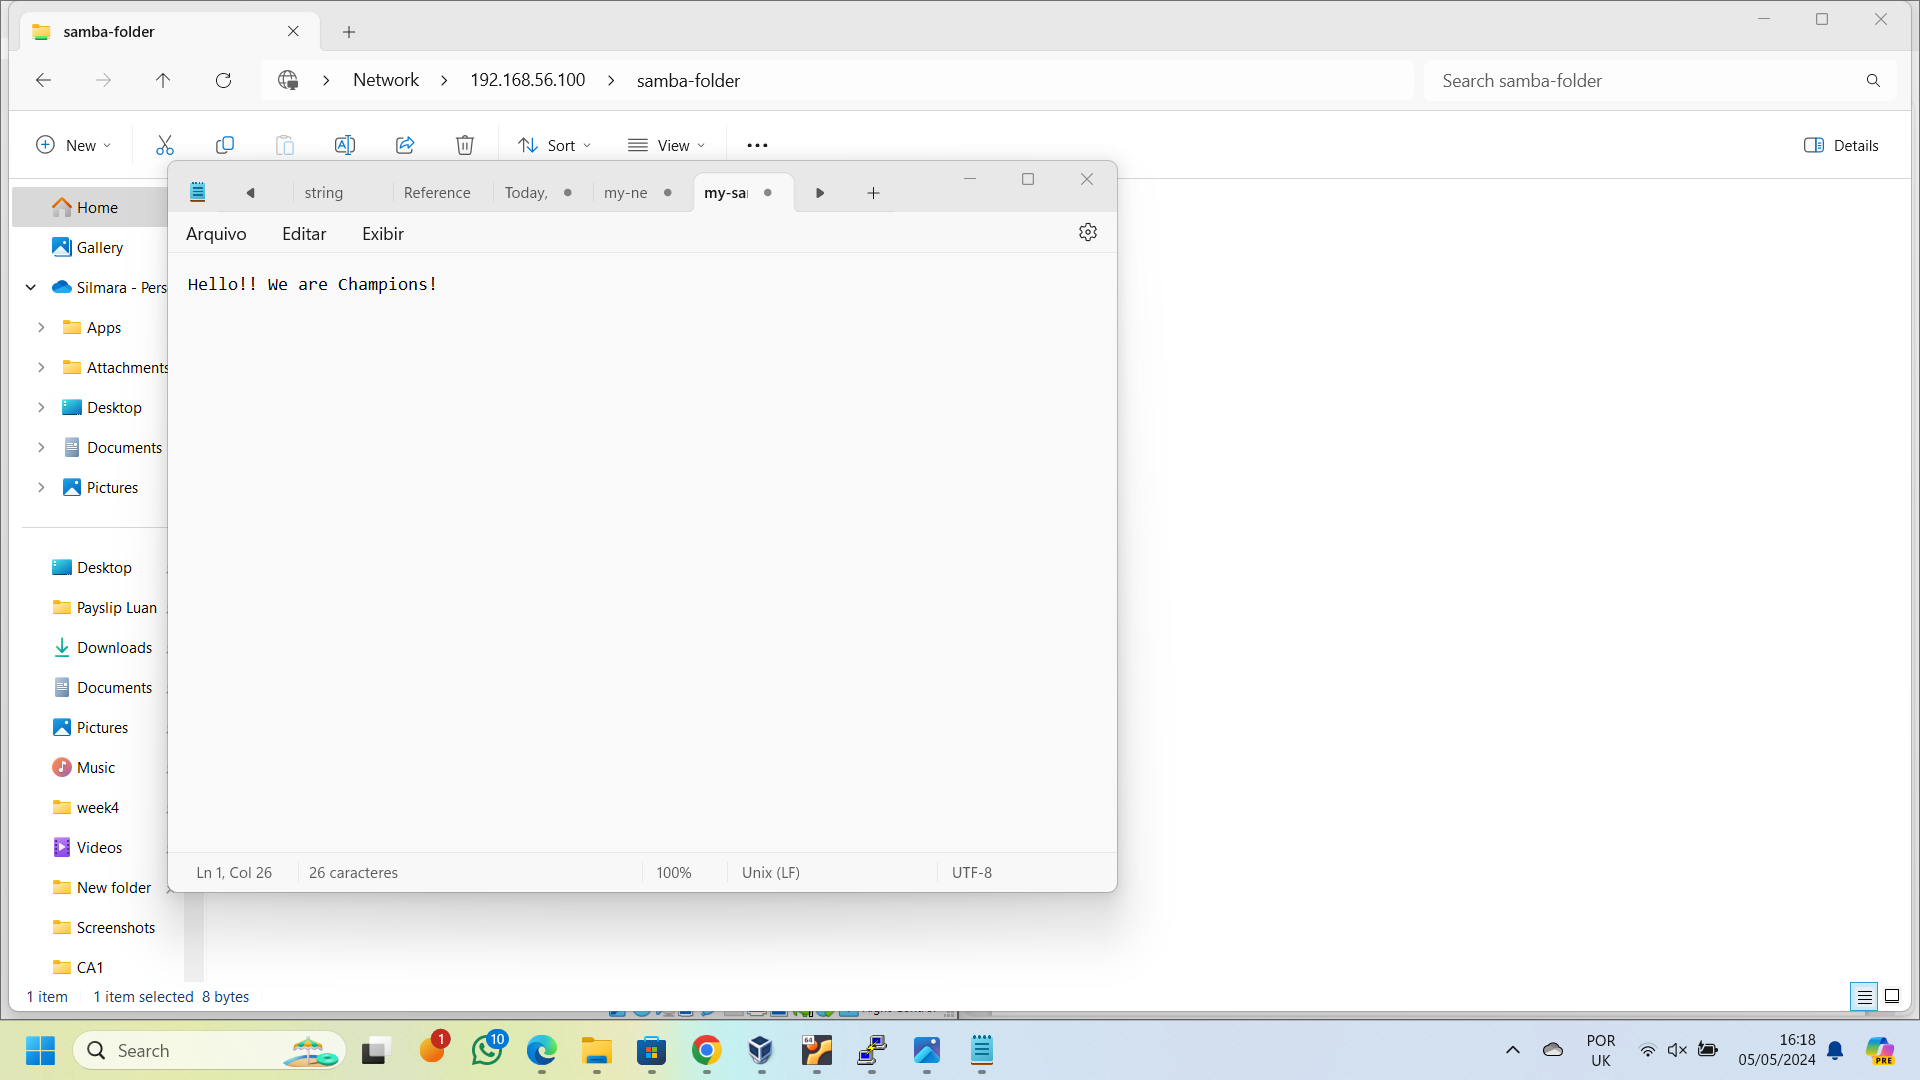 samba-folder
Network
192.168.56.100
samba-folder
Search samba-folder
New
Sort
View
Details
string
Reference
Today,
my-ne
my-sa
Arquivo
Editar
Exibir
Hello!! We are Champions!
Home
Gallery
Silmara - Pers
Apps
Attachments
Desktop
Documents
Pictures
Desktop
Payslip Luan
Downloads
Documents
Pictures
Music
week4
Videos
New folder
Screenshots
CA1
Ln 1, Col 26
26 caracteres
100%
Unix (LF)
UTF-8
1 item
1 item selected 8 bytes
Search
1
10
64
POR
UK
16:18
05/05/2024
PRE